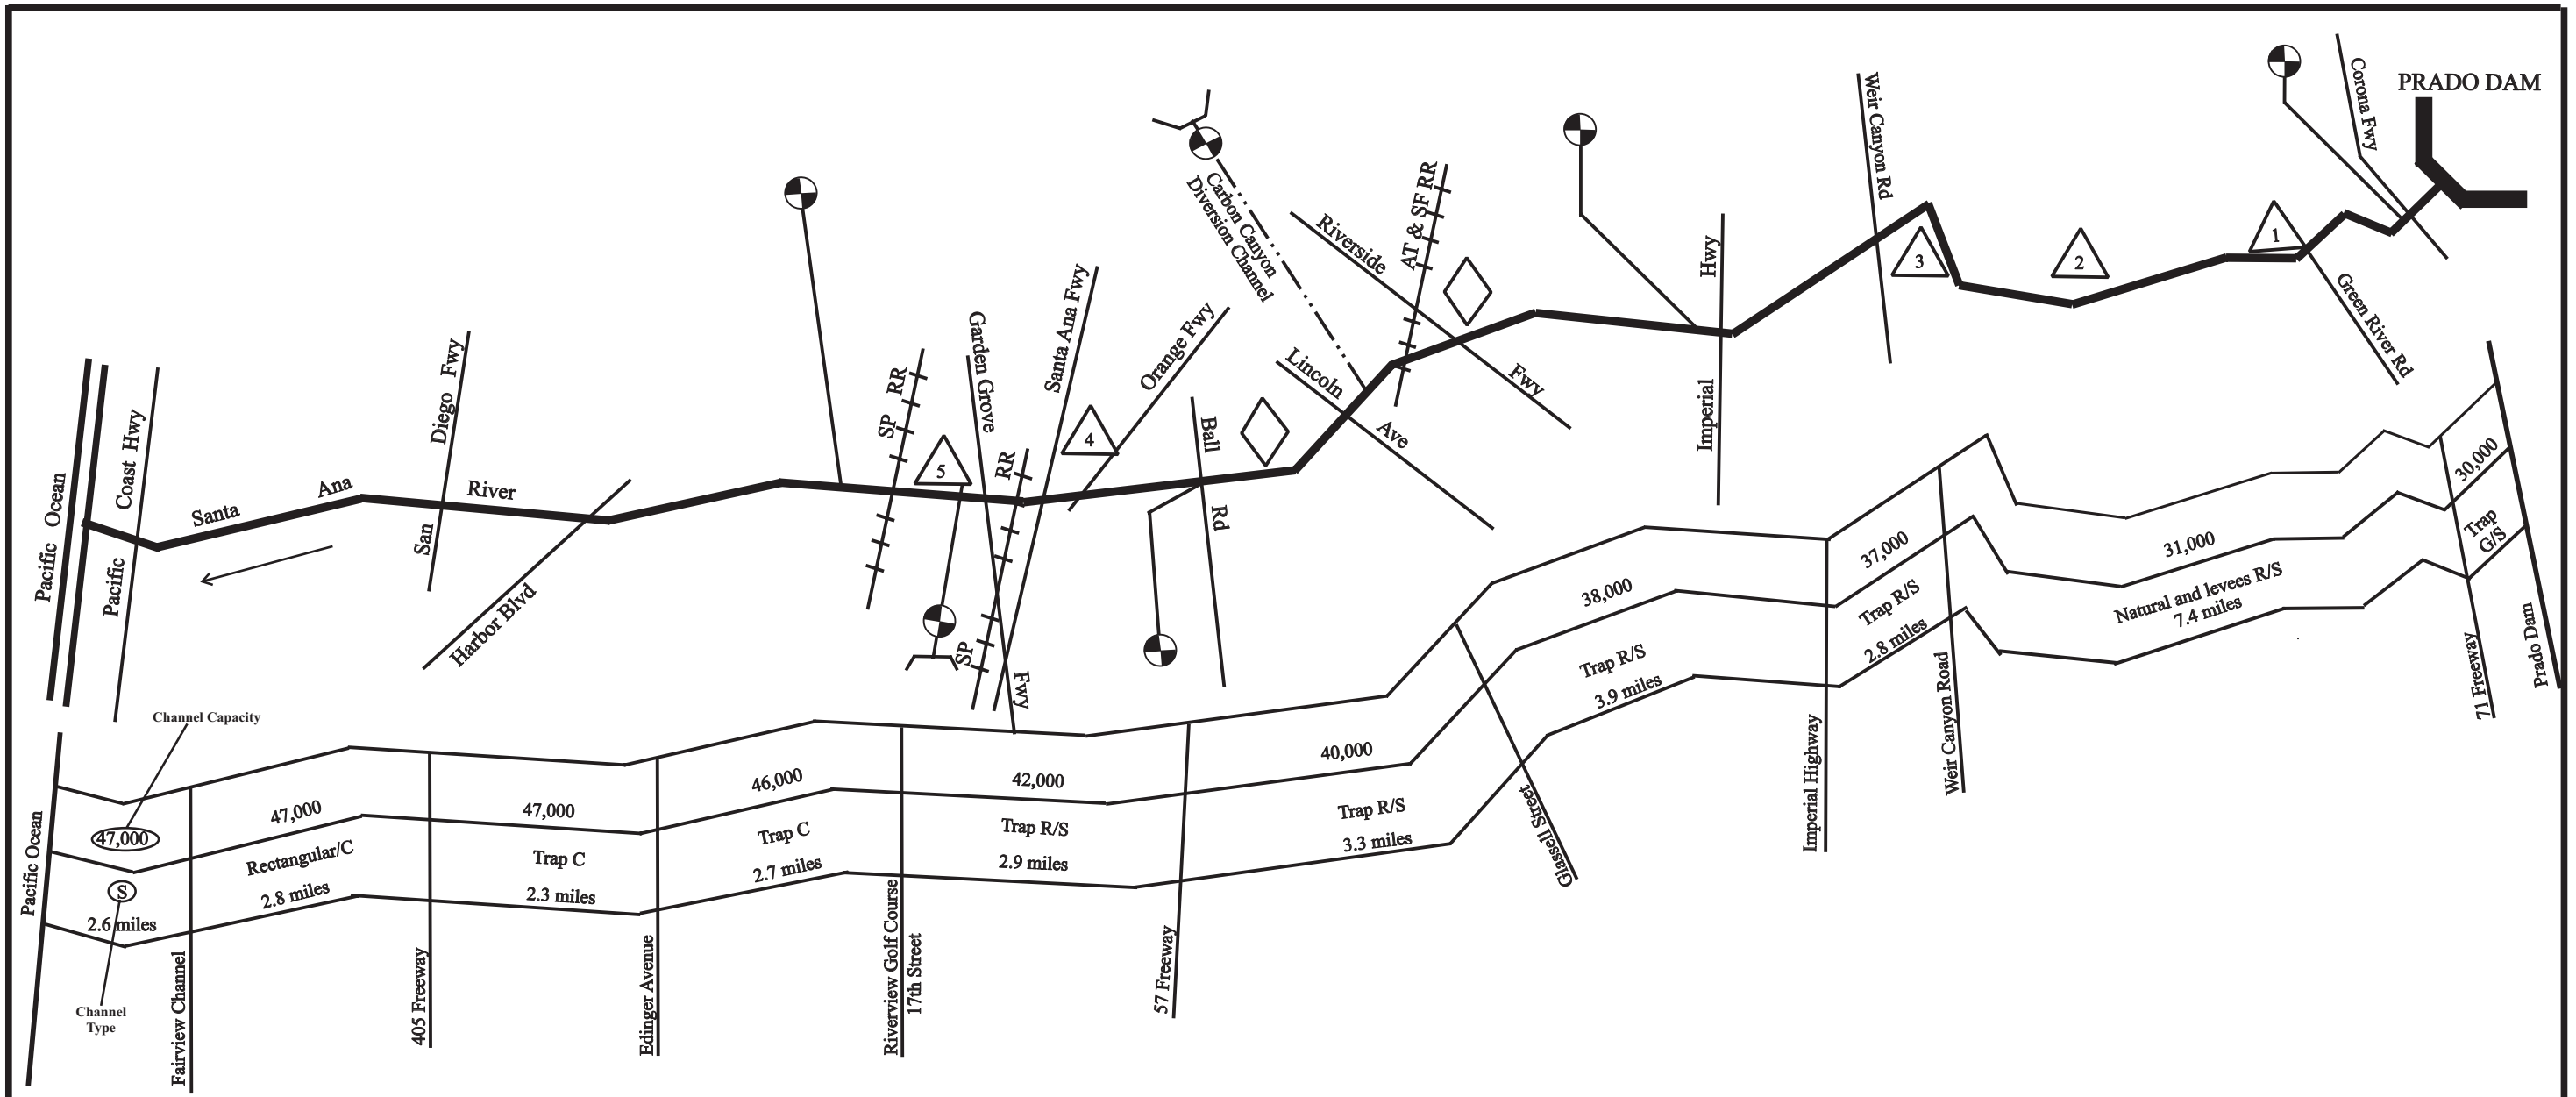 PRADO DAM
Corona Fwy
Weir Canyon Rd
1
2
3
Green River Rd
Imperial Hwy
AT & SF RR
Riverside Fwy
Carbon Canyon
Diversion Channel
Lincoln Ave
Ball Rd
Orange Fwy
4
Santa Ana Fwy
SP RR
Garden Grove Fwy
5
SP RR
Harbor Blvd
San Diego Fwy
Santa Ana River
Pacific Coast Hwy
Pacific Ocean
Channel Capacity
47,000
47,000
47,000
46,000
42,000
40,000
38,000
37,000
31,000
30,000
S
Rectangular/C
Trap C
Trap C
Trap R/S
Trap R/S
Trap R/S
Trap R/S
Natural and levees R/S
Trap
G/S
2.6 miles
2.8 miles
2.3 miles
2.7 miles
2.9 miles
3.3 miles
3.9 miles
2.8 miles
7.4 miles
Channel
Type
Pacific Ocean
Fairview Channel
405 Freeway
Edinger Avenue
Riverview Golf Course
17th Street
57 Freeway
Glassell Street
Imperial Highway
Weir Canyon Road
71 Freeway
Prado Dam